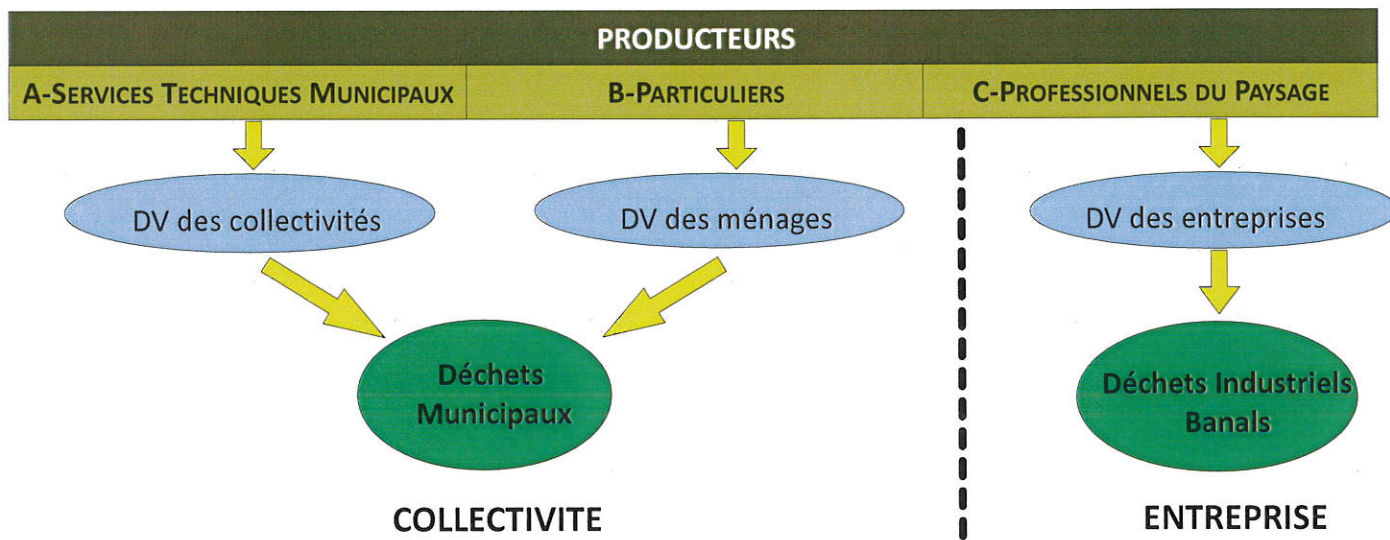 PRODUCTEURS
A-SERVICES TECHNIQUES MUNICIPAUX
B-PARTICULIERS
C-PROFESSIONNELS DU PAYSAGE
DV des collectivités
DV des ménages
DV des entreprises
Déchets
Municipaux
Déchets Industriels
Banals
COLLECTIVITE
ENTREPRISE